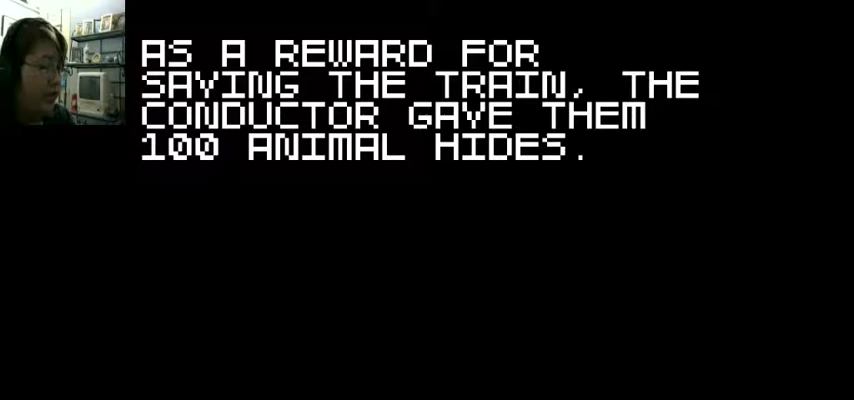 AS A REWARD FOR
SAVING THE TRAIN, THE
CONDUCTOR GAVE THEM
100 ANIMAL HIDES.